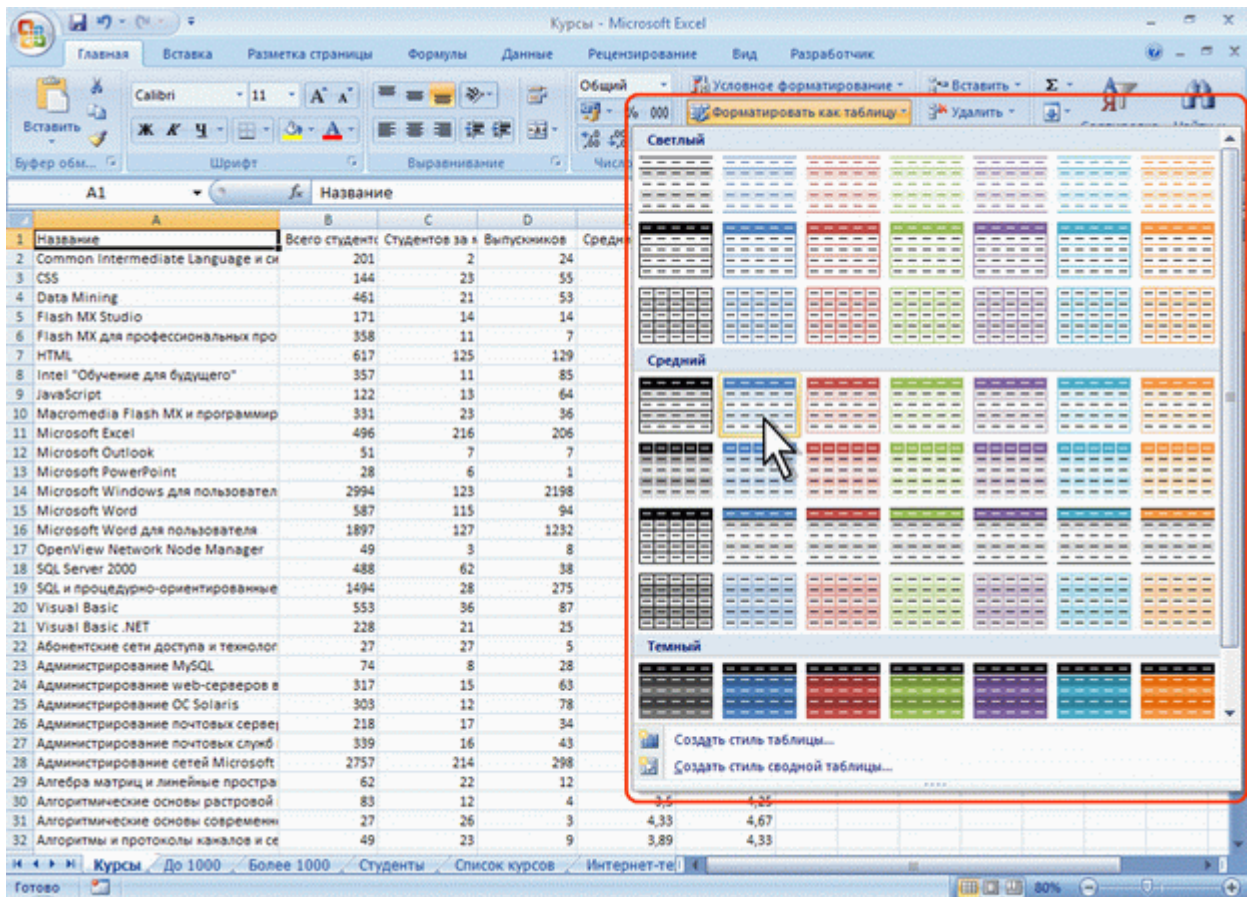 Курсы - Microsoft Excel
Главная Вставка Разметка страницы Формулы Данные Рецензирование Вид Разработчик
Вставить
Calibri 11
Ж К Ч
Общий
% 000
Условное форматирование
Форматировать как таблицу
Вставить
Удалить
Σ
Буфер обм... Шрифт Выравнивание
A1 fx Название
A B C D
1 Название Всего студенто Студентов за м Выпускников
2 Common Intermediate Language и си 201 2 24
3 CSS 144 23 55
4 Data Mining 461 21 53
5 Flash MX Studio 171 14 14
6 Flash MX для профессиональных про 358 11 7
7 HTML 617 125 129
8 Intel "Обучение для будущего" 357 11 85
9 JavaScript 122 13 64
10 Macromedia Flash MX и программир 331 23 36
11 Microsoft Excel 496 216 206
12 Microsoft Outlook 51 7 7
13 Microsoft PowerPoint 28 6 1
14 Microsoft Windows для пользовател 2994 123 2198
15 Microsoft Word 587 115 94
16 Microsoft Word для пользователя 1897 127 1232
17 OpenView Network Node Manager 49 3 8
18 SQL Server 2000 488 62 38
19 SQL и процедурно-ориентированные 1494 28 275
20 Visual Basic 553 36 87
21 Visual Basic .NET 228 21 25
22 Абонентские сети доступа и технолог 27 27 5
23 Администрирование MySQL 74 8 28
24 Администрирование web-серверов в 317 15 63
25 Администрирование ОС Solaris 303 12 78
26 Администрирование почтовых сервер 218 17 34
27 Администрирование почтовых служб 339 16 43
28 Администрирование сетей Microsoft 2757 214 298
29 Алгебра матриц и линейные простра 62 22 12
30 Алгоритмические основы растровой 83 12 4 3,5 4,25
31 Алгоритмические основы современн 27 26 3 4,33 4,67
32 Алгоритмы и протоколы каналов и се 49 23 9 3,89 4,33
Светлый
Средний
Темный
Создать стиль таблицы...
Создать стиль сводной таблицы...
Курсы До 1000 Более 1000 Студенты Список курсов Интернет-те
Готово 80%